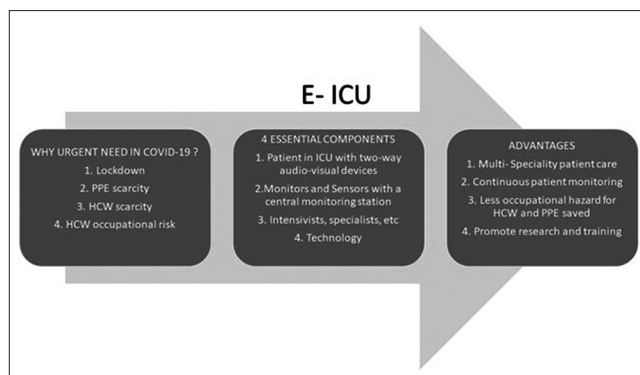 E- ICU
WHY URGENT NEED IN COVID-19 ?
1. Lockdown
2. PPE scarcity
3. HCW scarcity
4. HCW occupational risk
4 ESSENTIAL COMPONENTS
1. Patient in ICU with two-way
audio-visual devices
2.Monitors and Sensors with a
central monitoring station
3. Intensivists, specialists, etc
4. Technology
ADVANTAGES
1. Multi- Speciality patient care
2. Continuous patient monitoring
3. Less occupational hazard for
HCW and PPE saved
4. Promote research and training